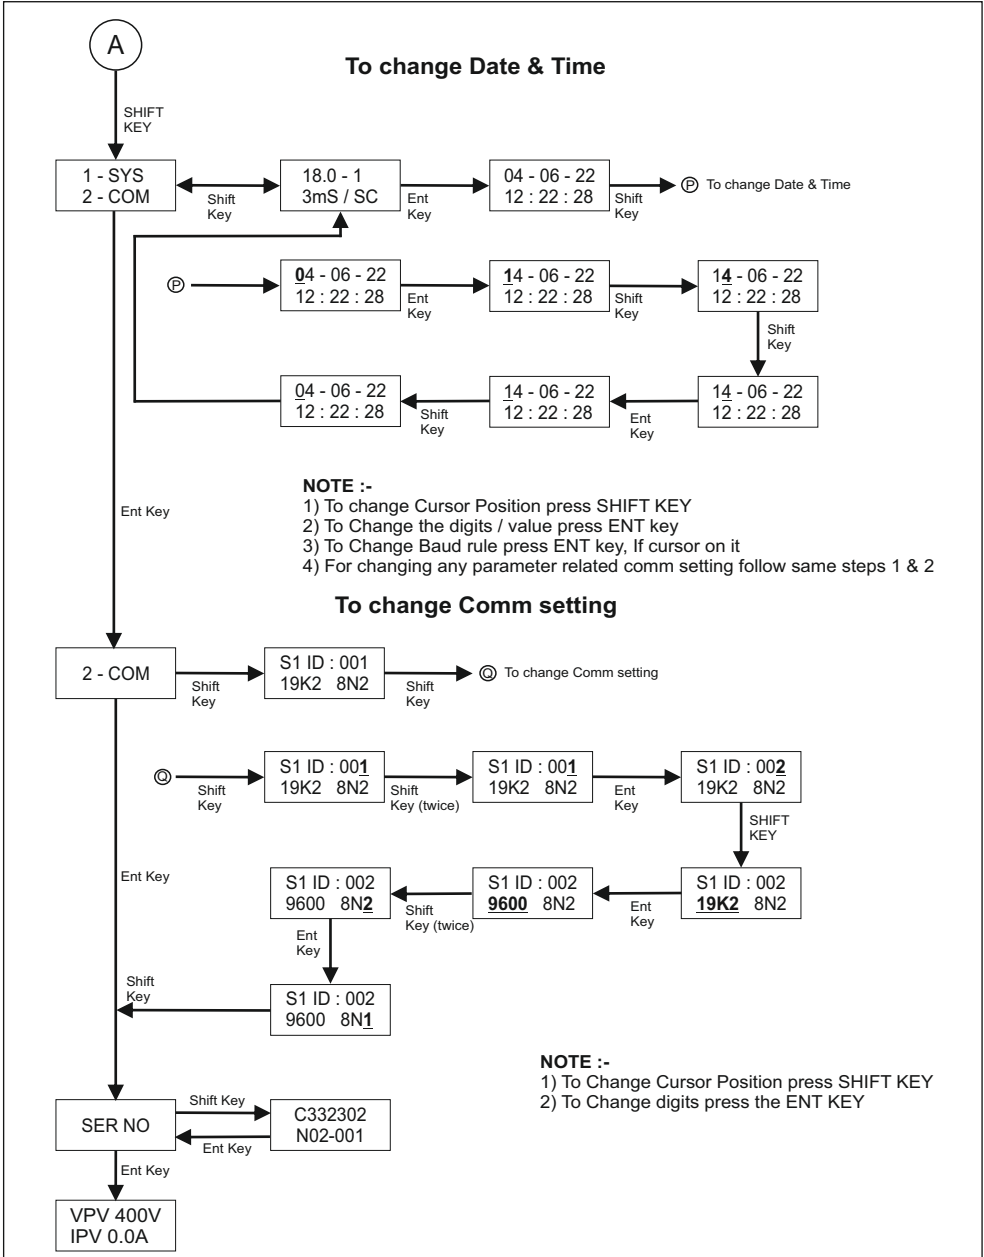 A
To change Date & Time
SHIFT
KEY
1 - SYS
2 - COM
Shift
Key
18.0 - 1
3mS / SC
Ent
Key
04 - 06 - 22
12 : 22 : 28
Shift
Key
P To change Date & Time
P
04 - 06 - 22
12 : 22 : 28
Ent
Key
14 - 06 - 22
12 : 22 : 28
Shift
Key
14 - 06 - 22
12 : 22 : 28
Shift
Key
14 - 06 - 22
12 : 22 : 28
Ent
Key
14 - 06 - 22
12 : 22 : 28
Shift
Key
04 - 06 - 22
12 : 22 : 28
NOTE :-
1) To change Cursor Position press SHIFT KEY
2) To Change the digits / value press ENT key
3) To Change Baud rule press ENT key, If cursor on it
4) For changing any parameter related comm setting follow same steps 1 & 2
Ent Key
To change Comm setting
2 - COM
Shift
Key
S1 ID : 001
19K2 8N2
Shift
Key
Q To change Comm setting
Q
Shift
Key
S1 ID : 001
19K2 8N2
Shift
Key (twice)
S1 ID : 001
19K2 8N2
Ent
Key
S1 ID : 002
19K2 8N2
SHIFT
KEY
S1 ID : 002
19K2 8N2
Ent
Key
S1 ID : 002
9600 8N2
Shift
Key (twice)
S1 ID : 002
9600 8N2
Ent
Key
S1 ID : 002
9600 8N1
Shift
Key
Ent Key
NOTE :-
1) To Change Cursor Position press SHIFT KEY
2) To Change digits press the ENT KEY
SER NO
Shift Key
C332302
N02-001
Ent Key
Ent Key
VPV 400V
IPV 0.0A